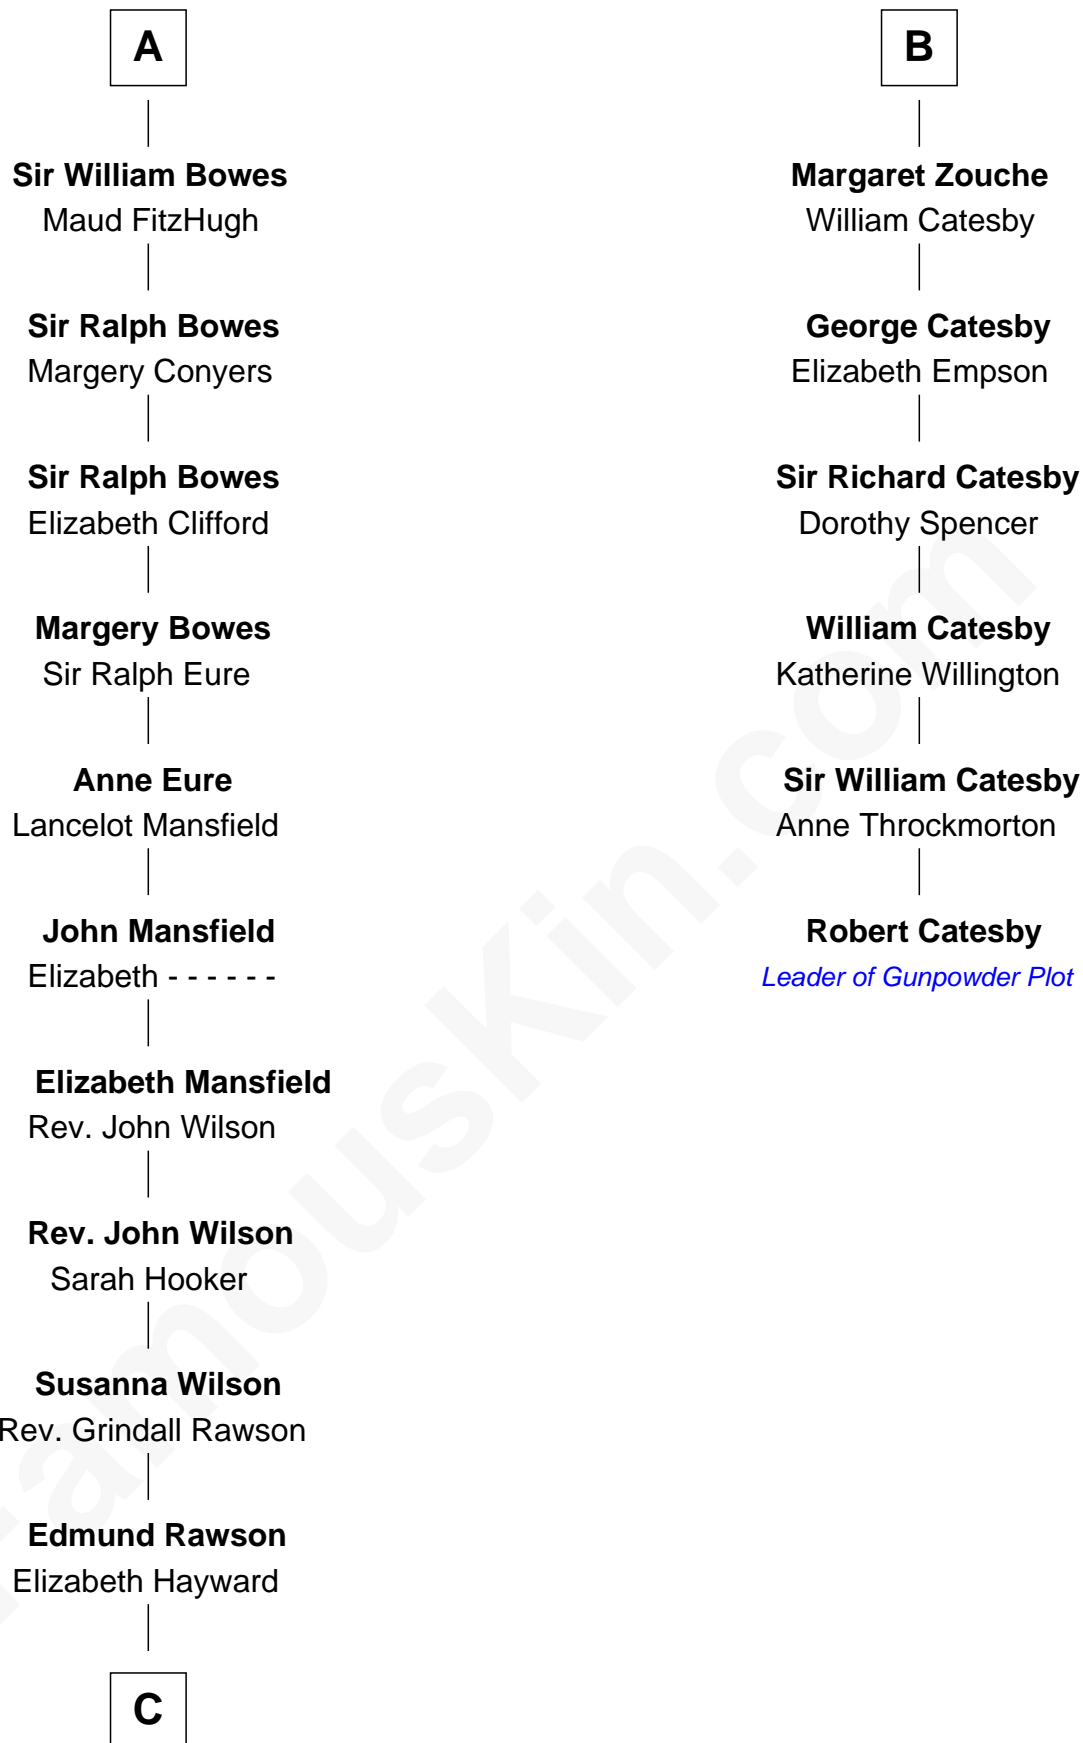 A
Sir William Bowes
Maud FitzHugh
Sir Ralph Bowes
Margery Conyers
Sir Ralph Bowes
Elizabeth Clifford
Margery Bowes
Sir Ralph Eure
Anne Eure
Lancelot Mansfield
John Mansfield
Elizabeth - - - - - -
Elizabeth Mansfield
Rev. John Wilson
Rev. John Wilson
Sarah Hooker
Susanna Wilson
Rev. Grindall Rawson
Edmund Rawson
Elizabeth Hayward
C
B
Margaret Zouche
William Catesby
George Catesby
Elizabeth Empson
Sir Richard Catesby
Dorothy Spencer
William Catesby
Katherine Willington
Sir William Catesby
Anne Throckmorton
Robert Catesby
Leader of Gunpowder Plot
FamousKin.com